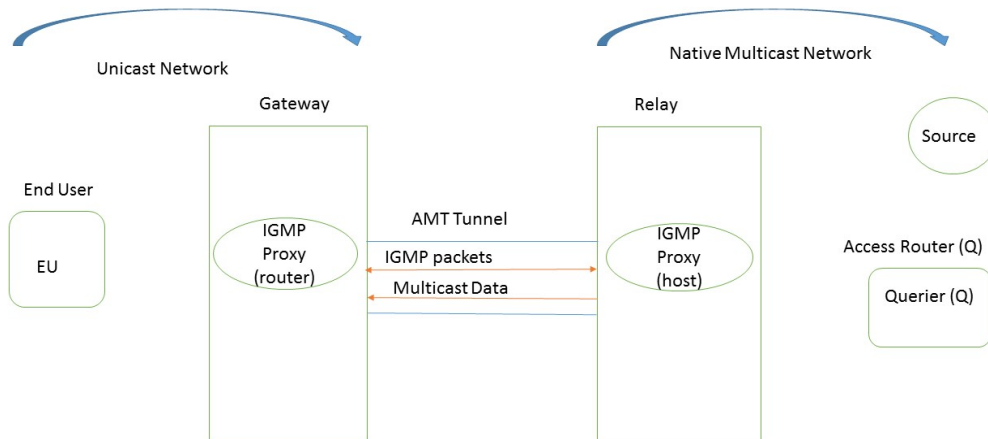 Unicast Network
Native Multicast Network
Gateway
Relay
Source
End User
EU
IGMP
Proxy
(router)
AMT Tunnel
IGMP packets
Multicast Data
IGMP
Proxy
(host)
Access Router (Q)
Querier (Q)